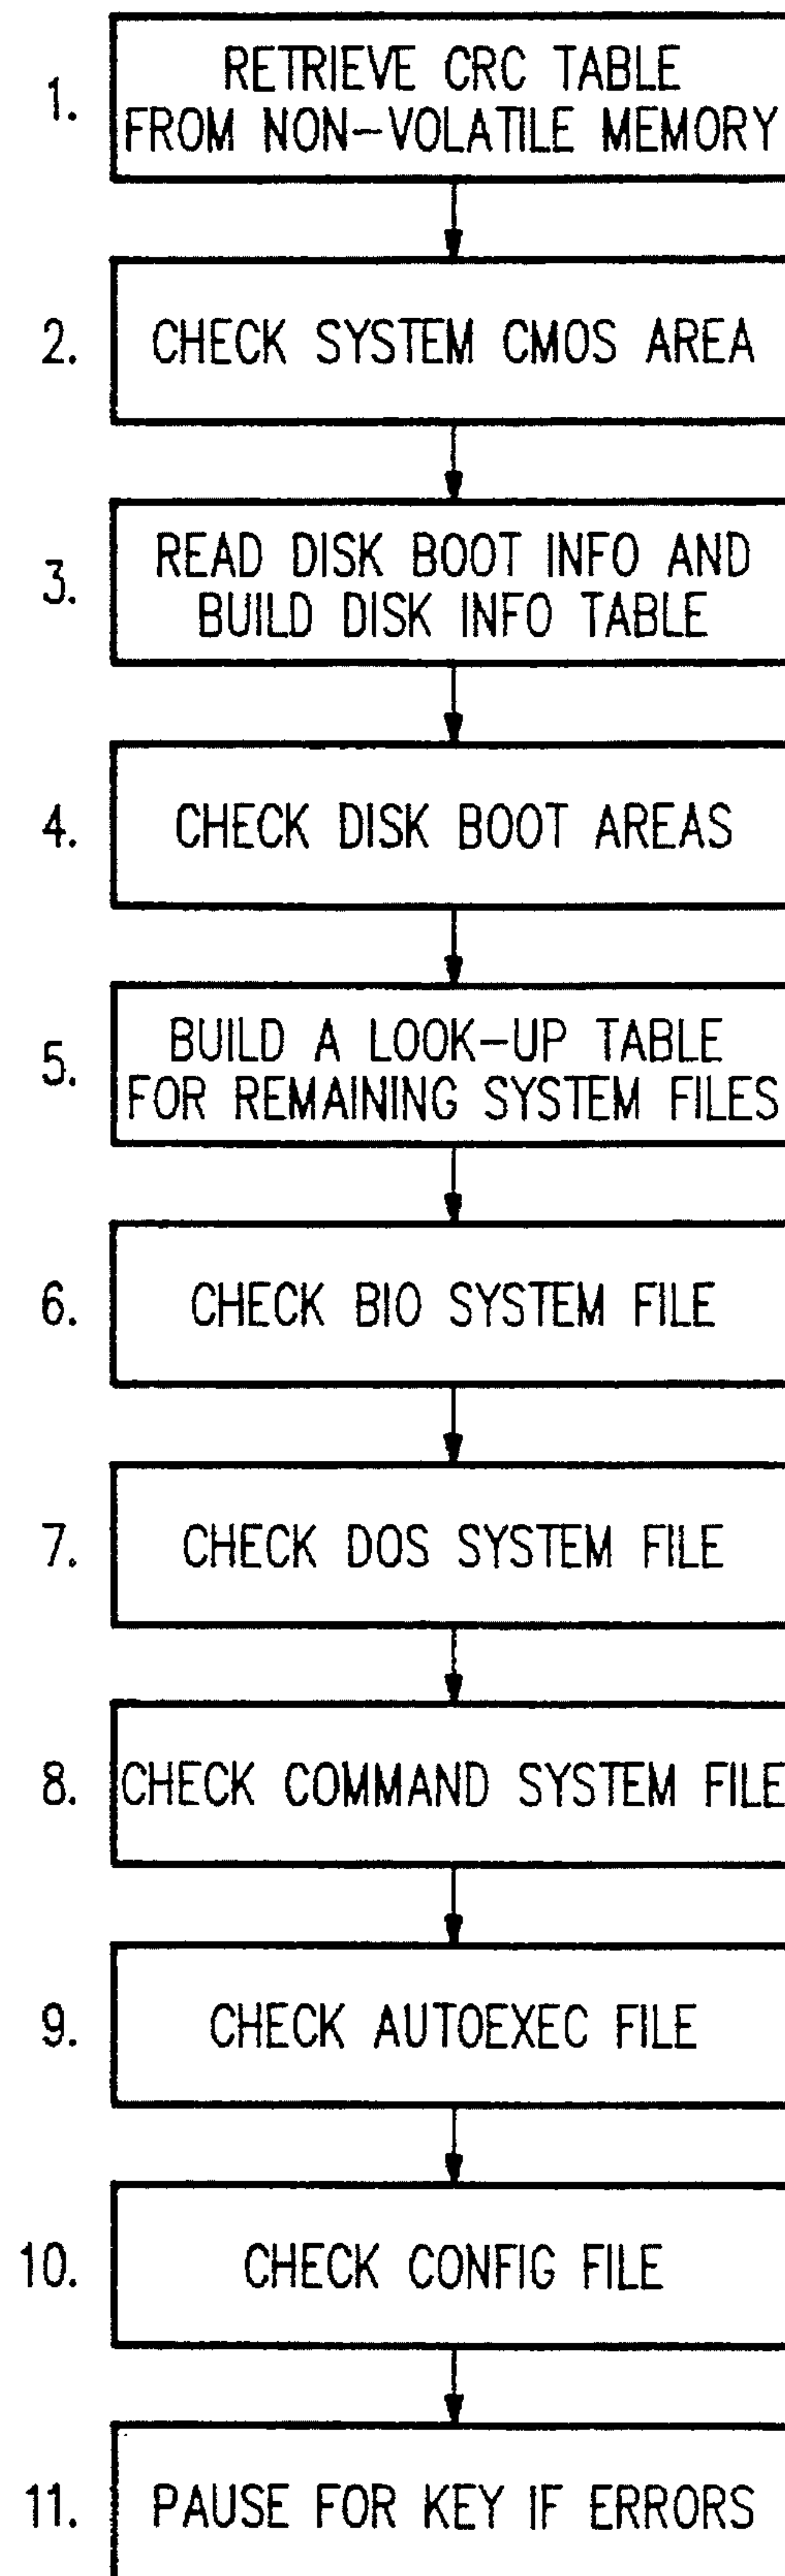 1. RETRIEVE CRC TABLE
FROM NON-VOLATILE MEMORY
2. CHECK SYSTEM CMOS AREA
3. READ DISK BOOT INFO AND
BUILD DISK INFO TABLE
4. CHECK DISK BOOT AREAS
5. BUILD A LOOK-UP TABLE
FOR REMAINING SYSTEM FILES
6. CHECK BIO SYSTEM FILE
7. CHECK DOS SYSTEM FILE
8. CHECK COMMAND SYSTEM FILE
9. CHECK AUTOEXEC FILE
10. CHECK CONFIG FILE
11. PAUSE FOR KEY IF ERRORS